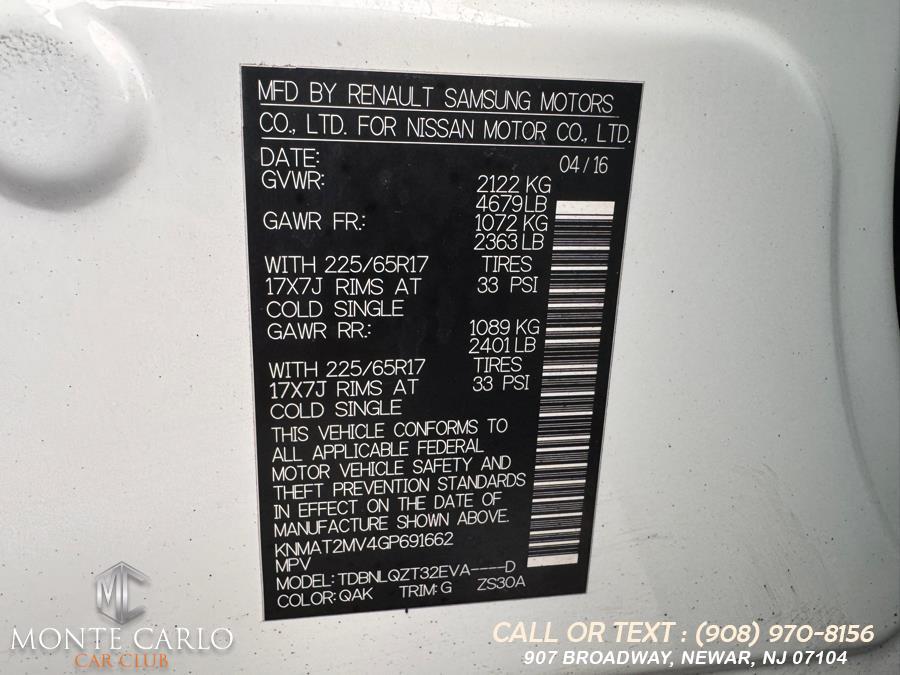 MFD BY RENAULT SAMSUNG MOTORS
CO., LTD. FOR NISSAN MOTOR CO., LTD.
DATE: 04/16
GVWR: 2122 KG
4679LB
GAWR FR.: 1072 KG
2363 LB
WITH 225/65R17 TIRES
17X7J RIMS AT 33 PSI
COLD SINGLE
GAWR RR.: 1089 KG
2401 LB
WITH 225/65R17 TIRES
17X7J RIMS AT 33 PSI
COLD SINGLE
THIS VEHICLE CONFORMS TO
ALL APPLICABLE FEDERAL
MOTOR VEHICLE SAFETY AND
THEFT PREVENTION STANDARDS
IN EFFECT ON THE DATE OF
MANUFACTURE SHOWN ABOVE.
KNMAT2MV4GP691662
MPV
MODEL: TDBNLQZT32EVA----D
COLOR: QAK TRIM: G ZS30A
MC
MONTE CARLO
CAR CLUB
CALL OR TEXT : (908) 970-8156
907 BROADWAY, NEWAR, NJ 07104